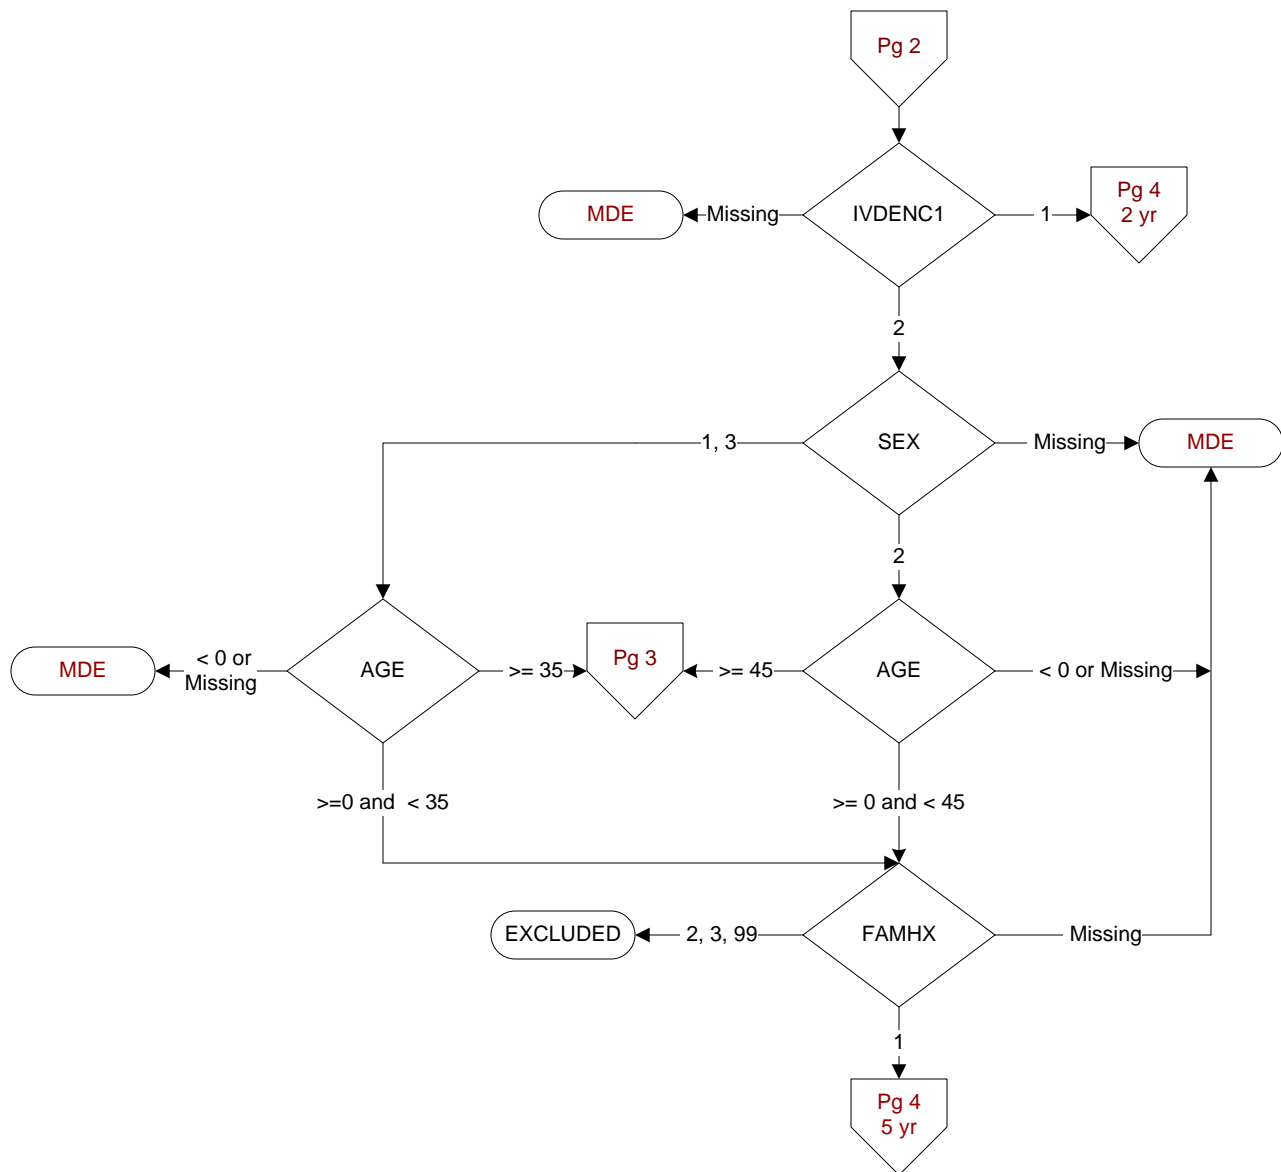 Pg 2
IVDENC1
MDE
Missing
1
Pg 4
2 yr
2
SEX
1, 3
Missing
MDE
2
AGE
MDE
< 0 or
Missing
>= 35
Pg 3
>= 45
AGE
< 0 or Missing
>=0 and < 35
>= 0 and < 45
EXCLUDED
2, 3, 99
FAMHX
Missing
1
Pg 4
5 yr